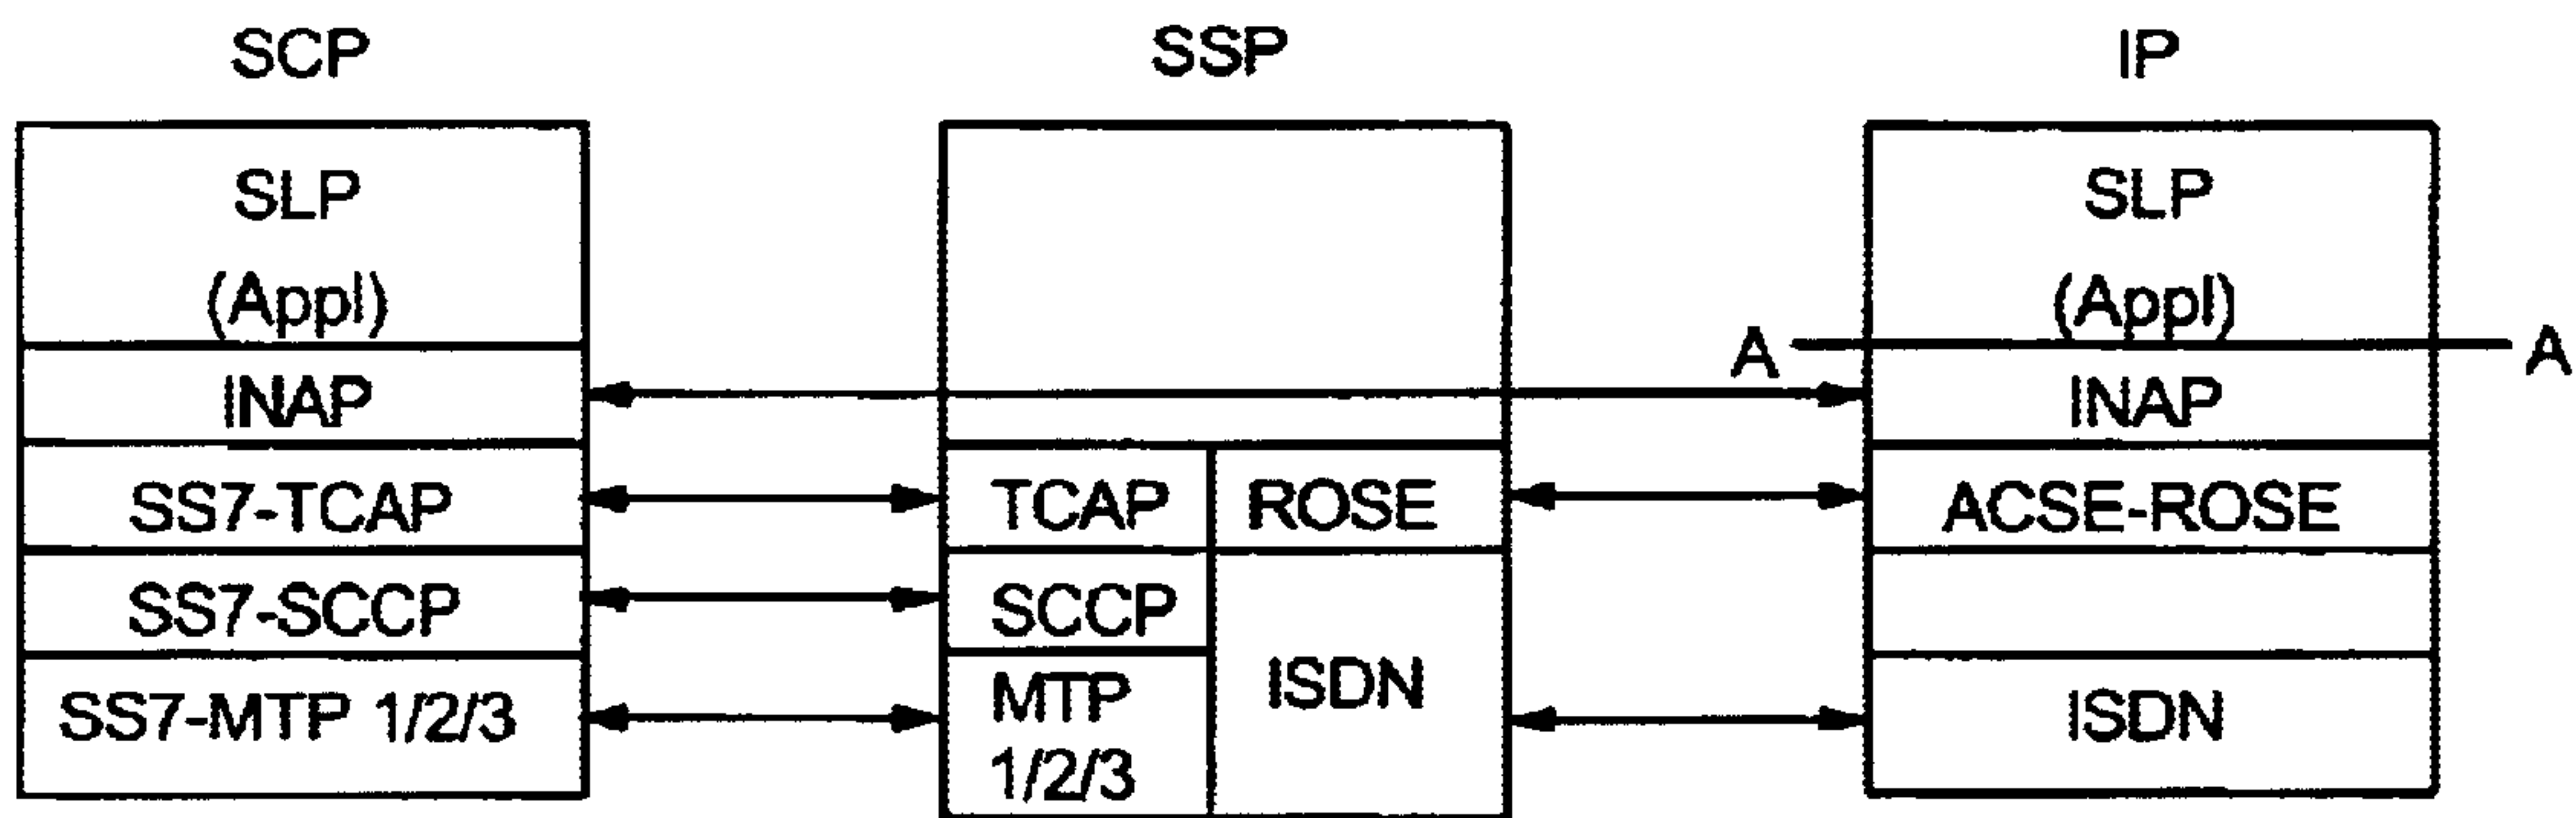 SCP
SSP
IP
SLP
(Appl)
INAP
SS7-TCAP
SS7-SCCP
SS7-MTP 1/2/3
TCAP
ROSE
SCCP
MTP
1/2/3
ISDN
SLP
(Appl)
A
A
INAP
ACSE-ROSE
ISDN